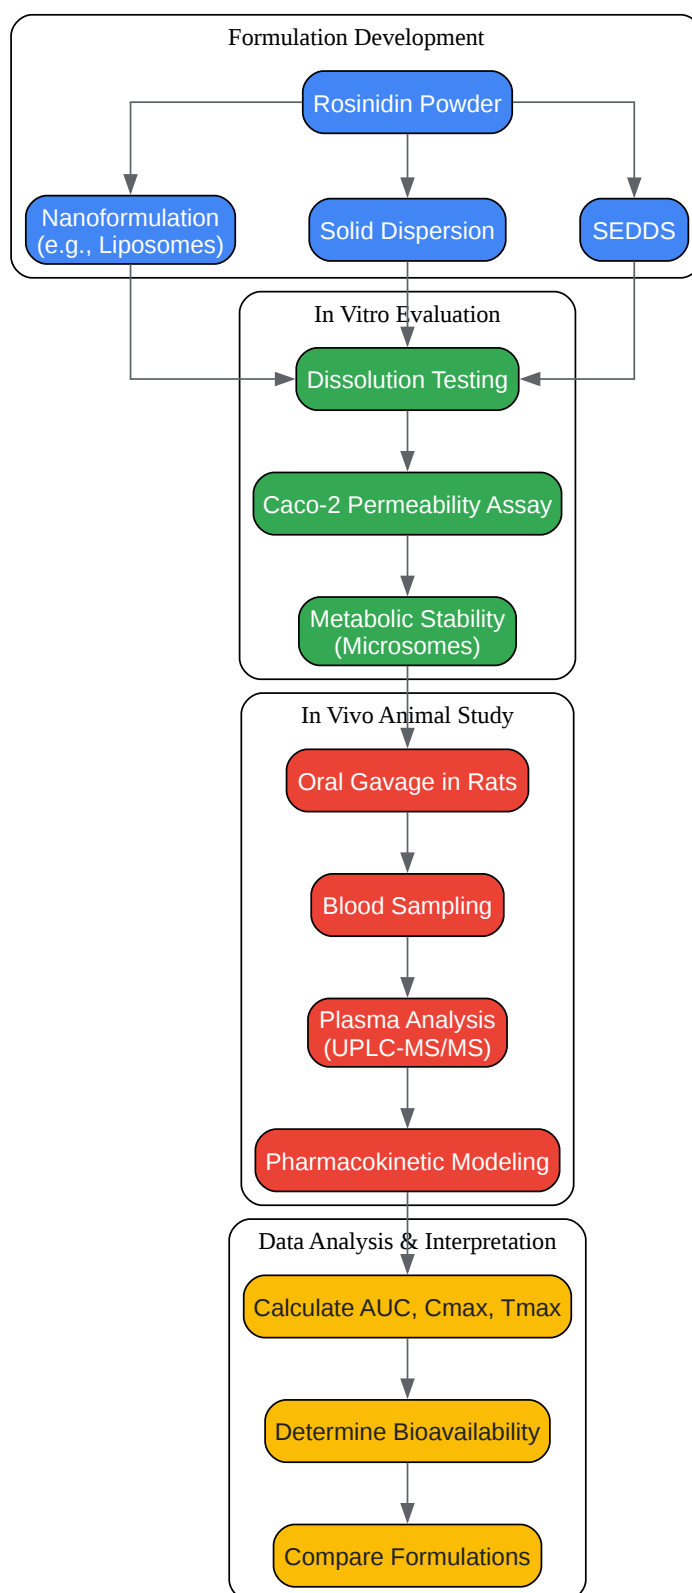 Formulation Development
Rosinidin Powder
Nanoformulation
(e.g., Liposomes)
Solid Dispersion
SEDDS
In Vitro Evaluation
Dissolution Testing
Caco-2 Permeability Assay
Metabolic Stability
(Microsomes)
In Vivo Animal Study
Oral Gavage in Rats
Blood Sampling
Plasma Analysis
(UPLC-MS/MS)
Pharmacokinetic Modeling
Data Analysis & Interpretation
Calculate AUC, Cmax, Tmax
Determine Bioavailability
Compare Formulations